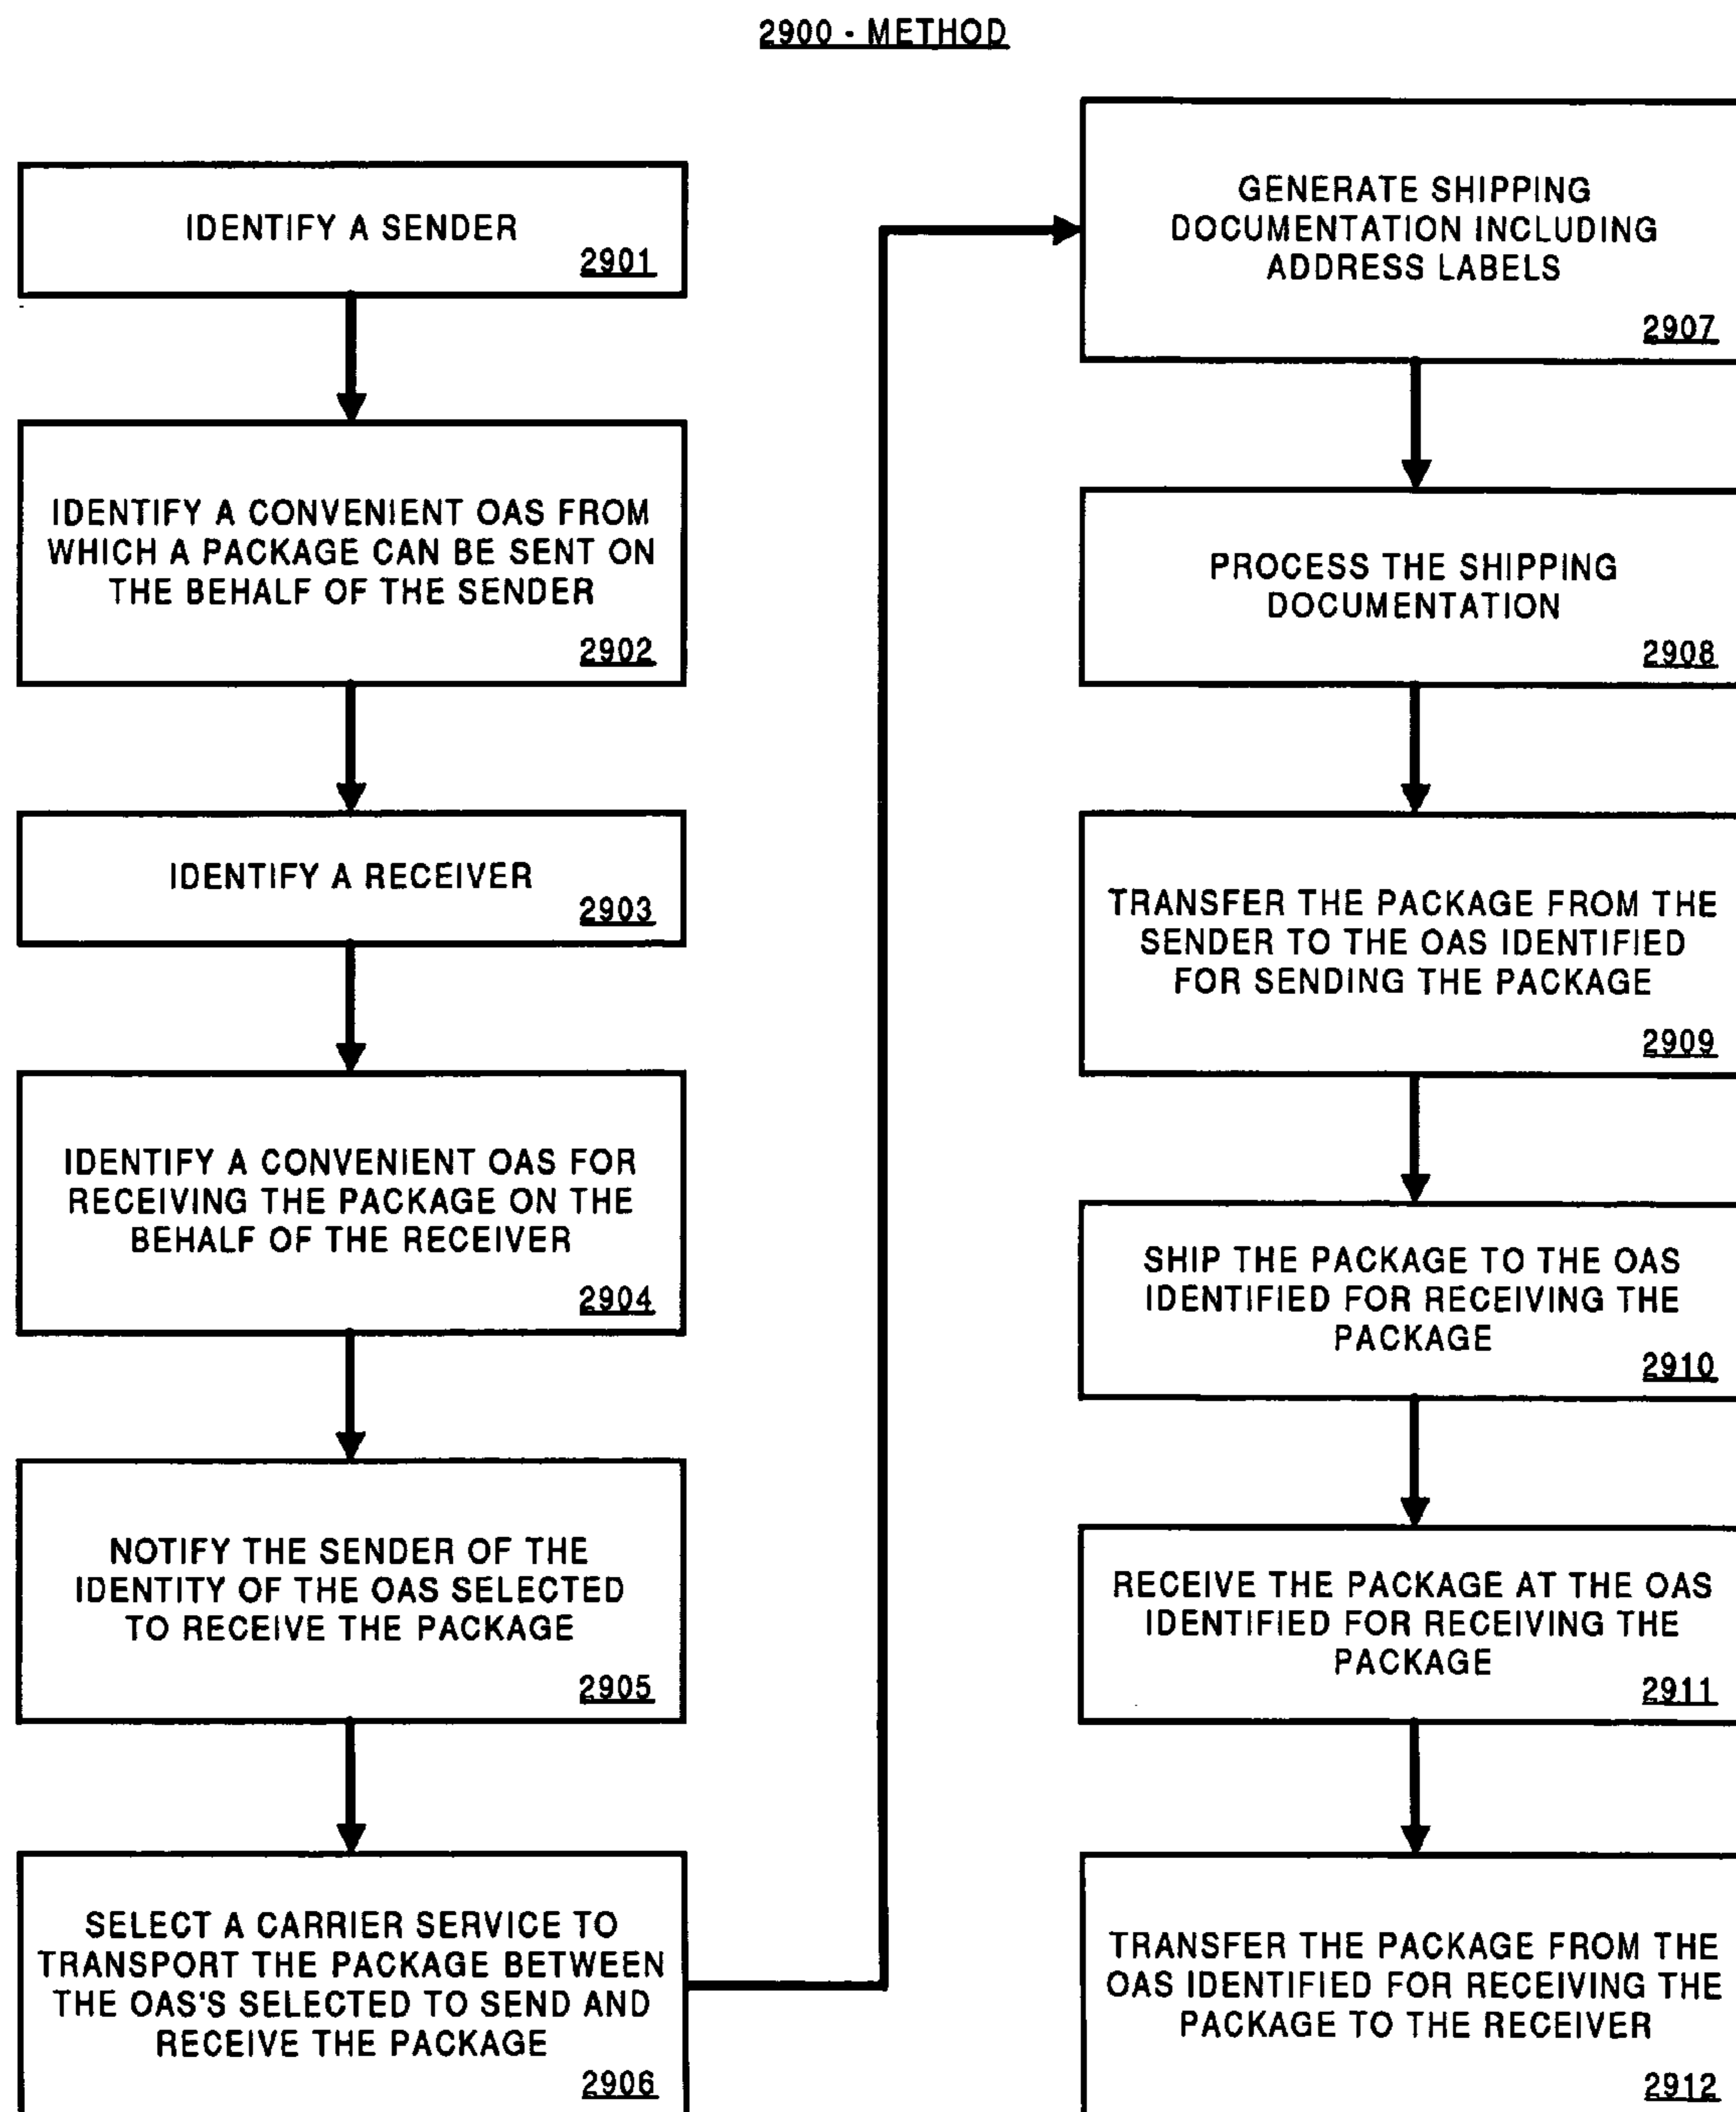 2900 - METHOD
IDENTIFY A SENDER
2901
IDENTIFY A CONVENIENT OAS FROM
WHICH A PACKAGE CAN BE SENT ON
THE BEHALF OF THE SENDER
2902
IDENTIFY A RECEIVER
2903
IDENTIFY A CONVENIENT OAS FOR
RECEIVING THE PACKAGE ON THE
BEHALF OF THE RECEIVER
2904
NOTIFY THE SENDER OF THE
IDENTITY OF THE OAS SELECTED
TO RECEIVE THE PACKAGE
2905
SELECT A CARRIER SERVICE TO
TRANSPORT THE PACKAGE BETWEEN
THE OAS'S SELECTED TO SEND AND
RECEIVE THE PACKAGE
2906
GENERATE SHIPPING
DOCUMENTATION INCLUDING
ADDRESS LABELS
2907
PROCESS THE SHIPPING
DOCUMENTATION
2908
TRANSFER THE PACKAGE FROM THE
SENDER TO THE OAS IDENTIFIED
FOR SENDING THE PACKAGE
2909
SHIP THE PACKAGE TO THE OAS
IDENTIFIED FOR RECEIVING THE
PACKAGE
2910
RECEIVE THE PACKAGE AT THE OAS
IDENTIFIED FOR RECEIVING THE
PACKAGE
2911
TRANSFER THE PACKAGE FROM THE
OAS IDENTIFIED FOR RECEIVING THE
PACKAGE TO THE RECEIVER
2912